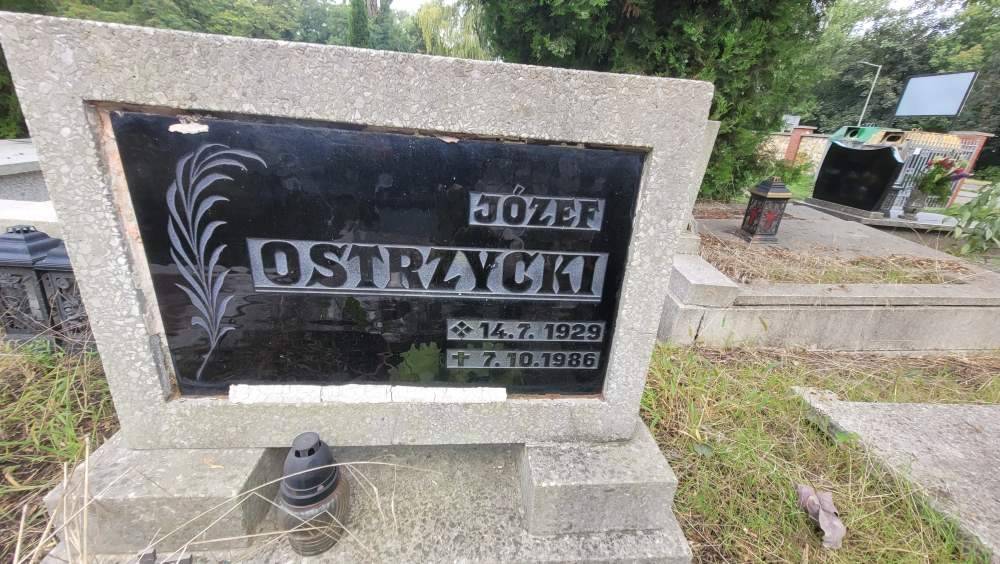 JÓZEF
OSTRZYCKI
14.7.1929
✝ 7.10.1986